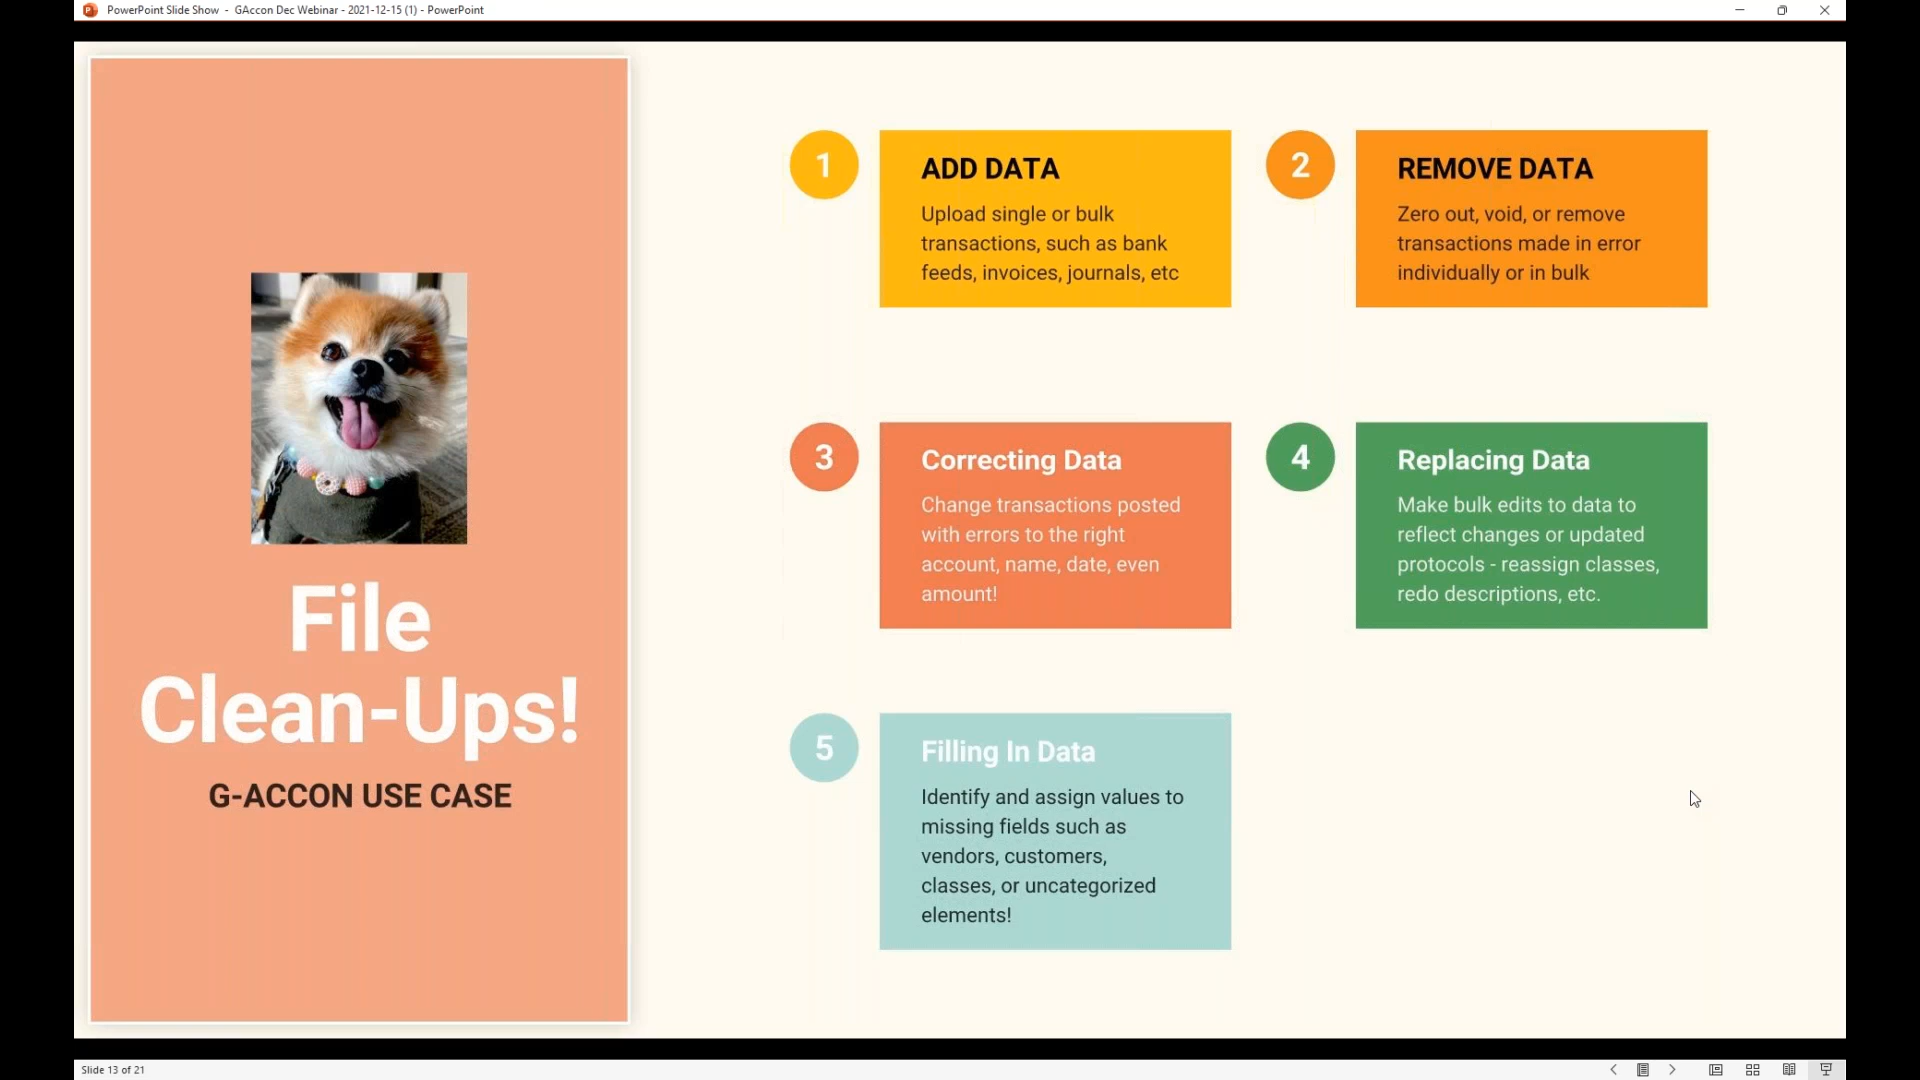 PowerPoint Slide Show - GAccon Dec Webinar - 2021-12-15 (1) - PowerPoint
File
Clean-Ups!
G-ACCON USE CASE
1
ADD DATA
Upload single or bulk
transactions, such as bank
feeds, invoices, journals, etc
2
REMOVE DATA
Zero out, void, or remove
transactions made in error
individually or in bulk
3
Correcting Data
Change transactions posted
with errors to the right
account, name, date, even
amount!
4
Replacing Data
Make bulk edits to data to
reflect changes or updated
protocols - reassign classes,
redo descriptions, etc.
5
Filling In Data
Identify and assign values to
missing fields such as
vendors, customers,
classes, or uncategorized
elements!
Slide 13 of 21